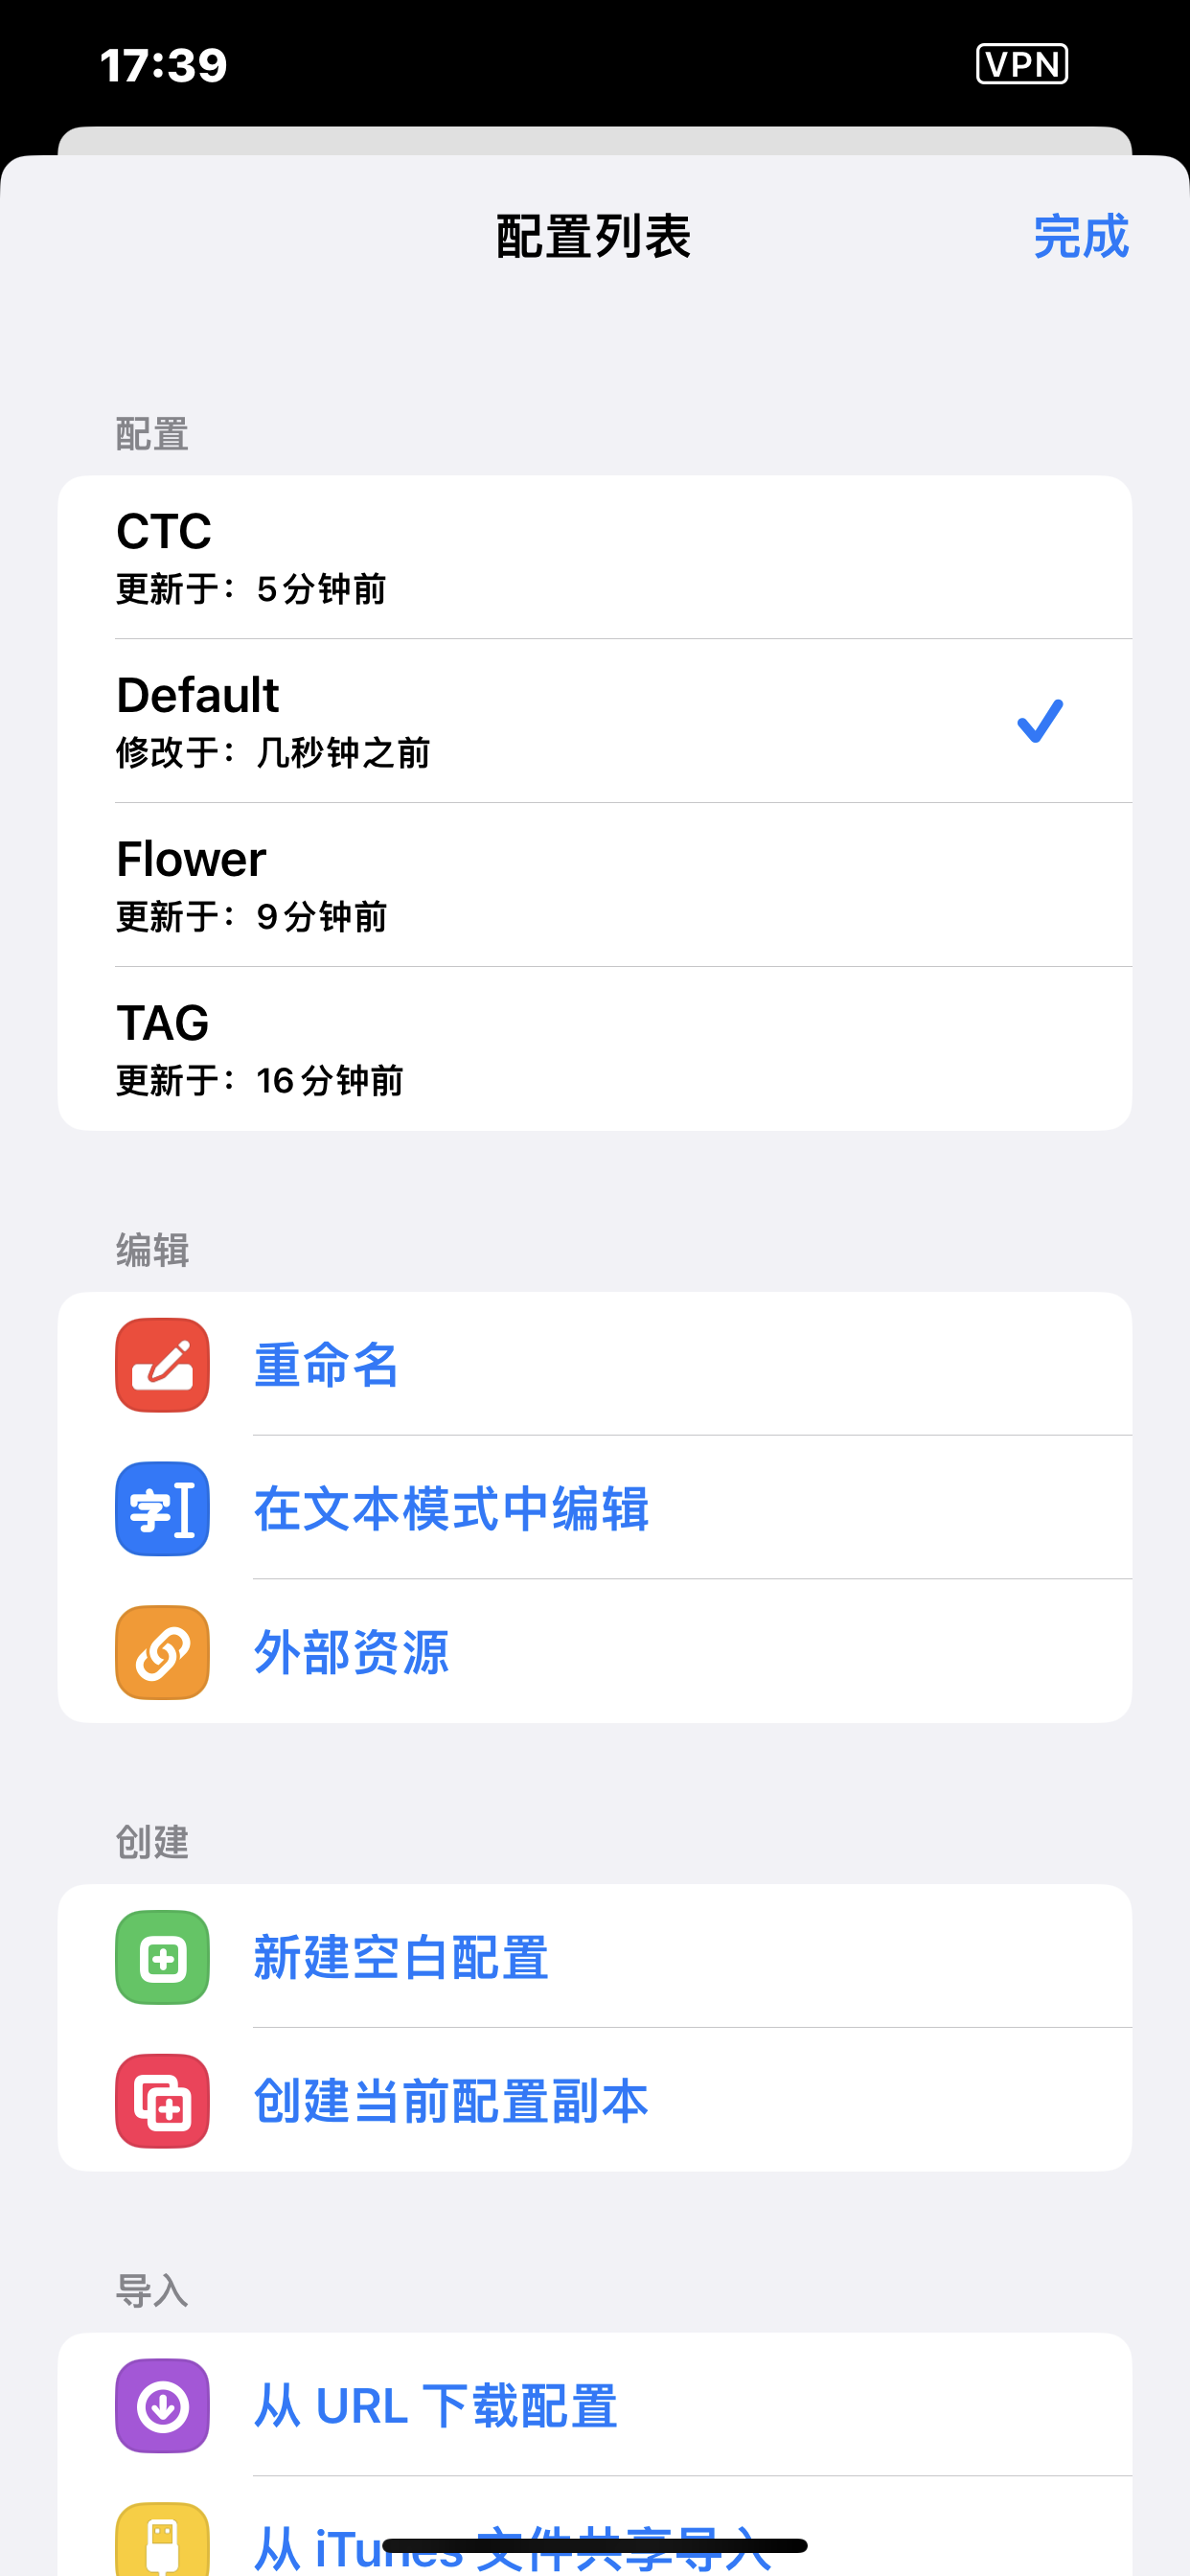 17:39
VPN
配置列表
完成
配置
CTC
更新于：5 分钟前
Default
修改于：几秒钟之前
Flower
更新于：9 分钟前
TAG
更新于：16 分钟前
编辑
重命名
字
在文本模式中编辑
外部资源
创建
新建空白配置
创建当前配置副本
导入
从 URL 下载配置
从 iTunes 文件共享导入